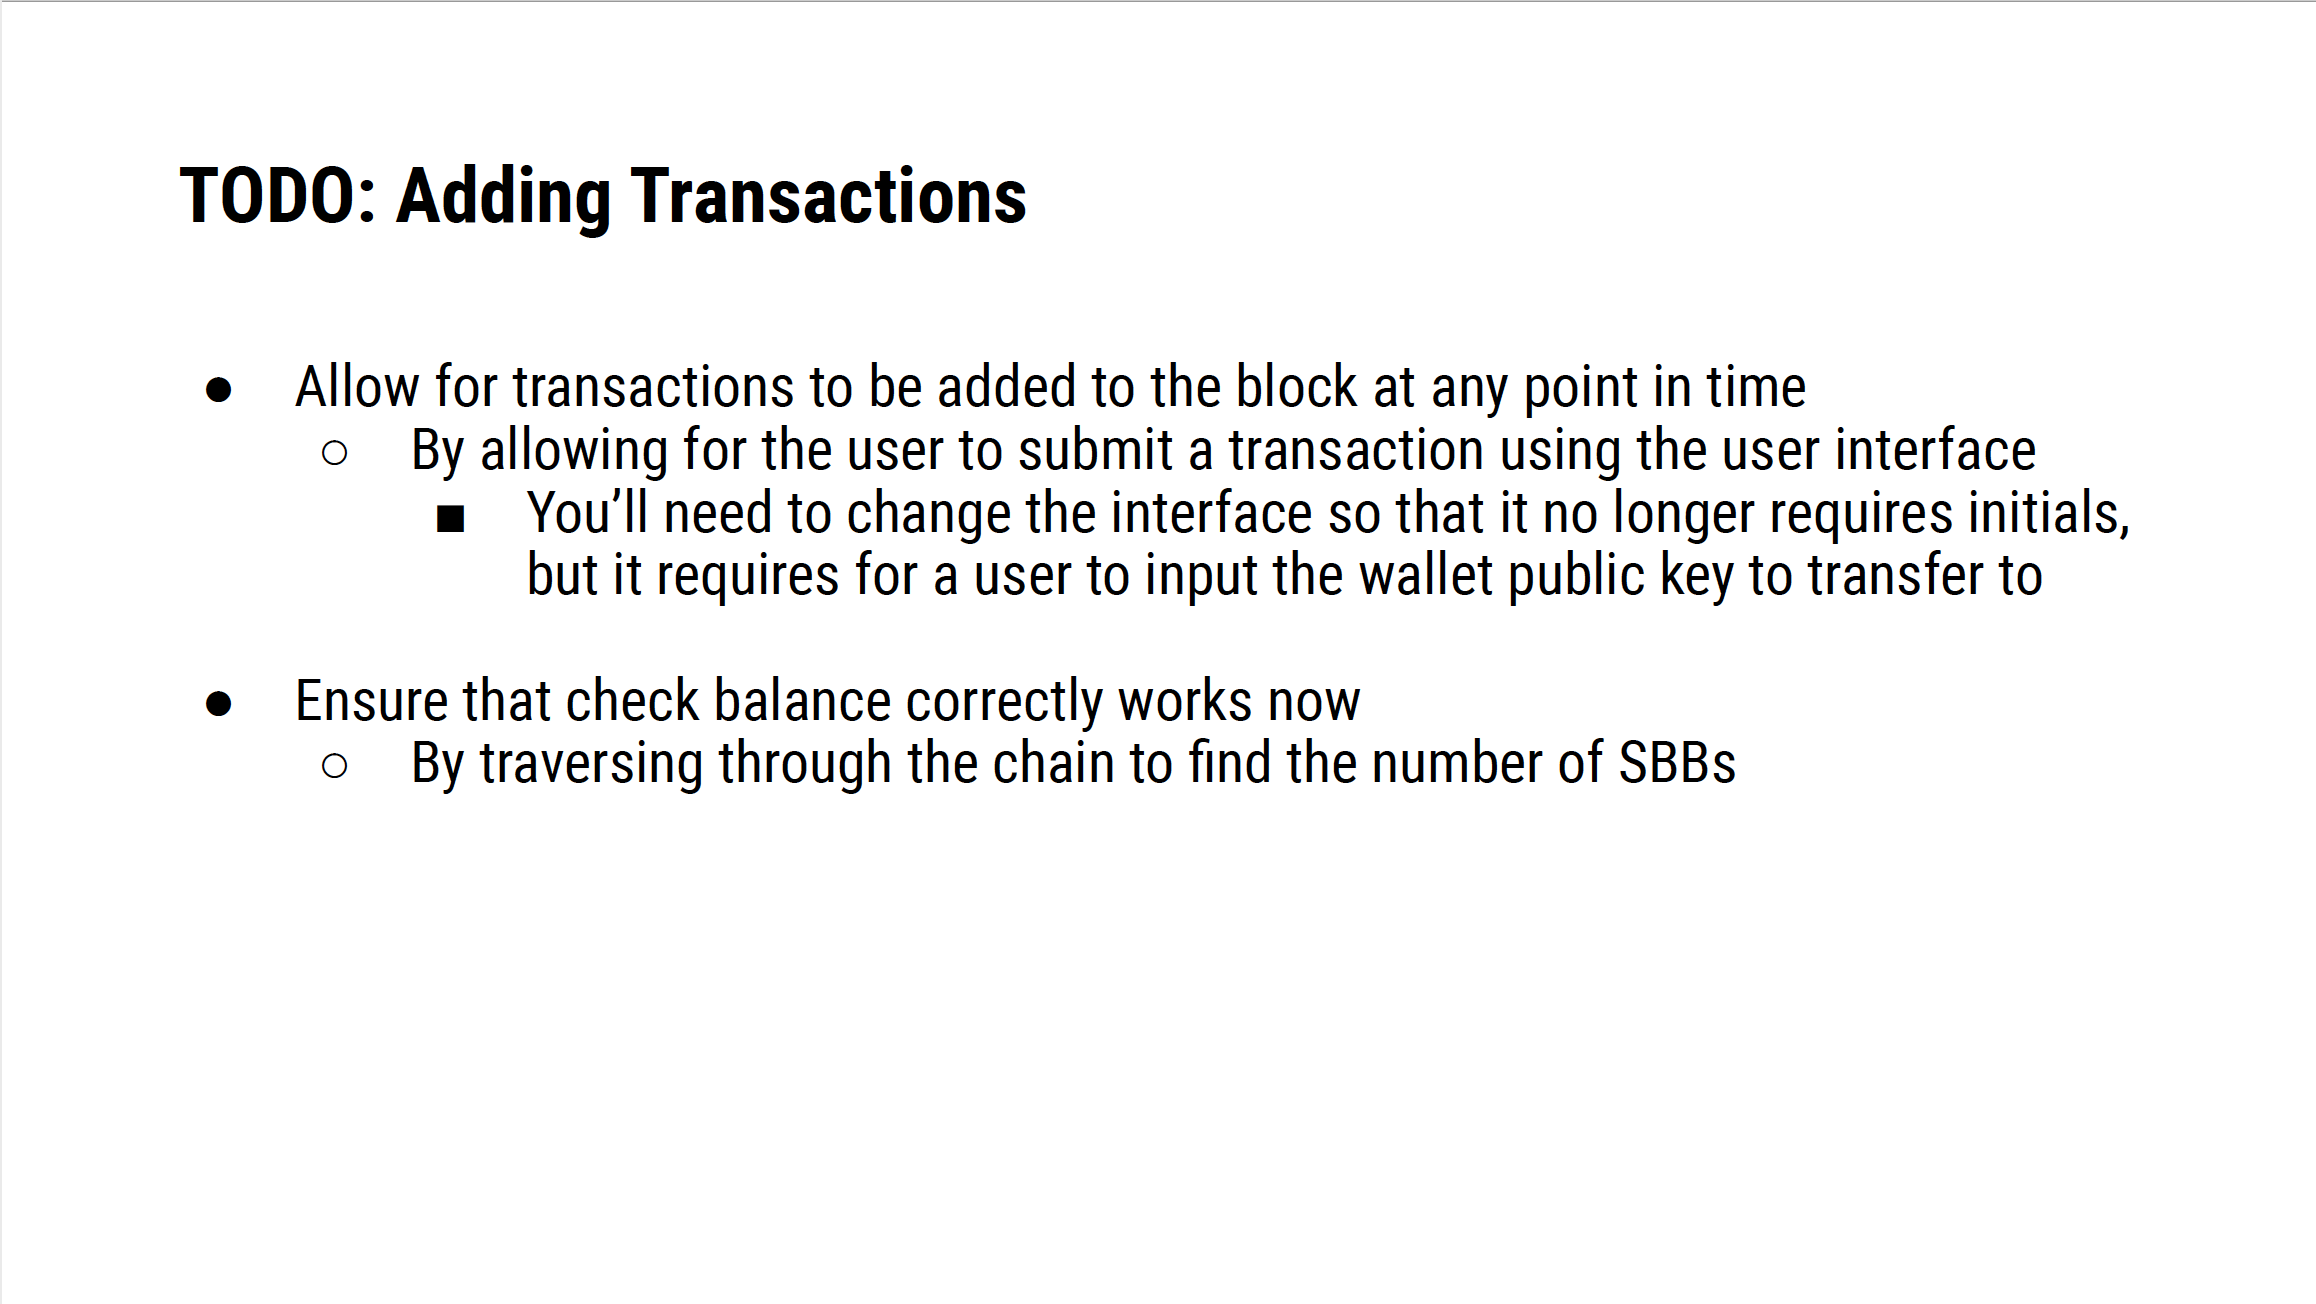 TODO: Adding Transactions
● Allow for transactions to be added to the block at any point in time
○ By allowing for the user to submit a transaction using the user interface
■ You’ll need to change the interface so that it no longer requires initials,
but it requires for a user to input the wallet public key to transfer to
● Ensure that check balance correctly works now
○ By traversing through the chain to find the number of SBBs